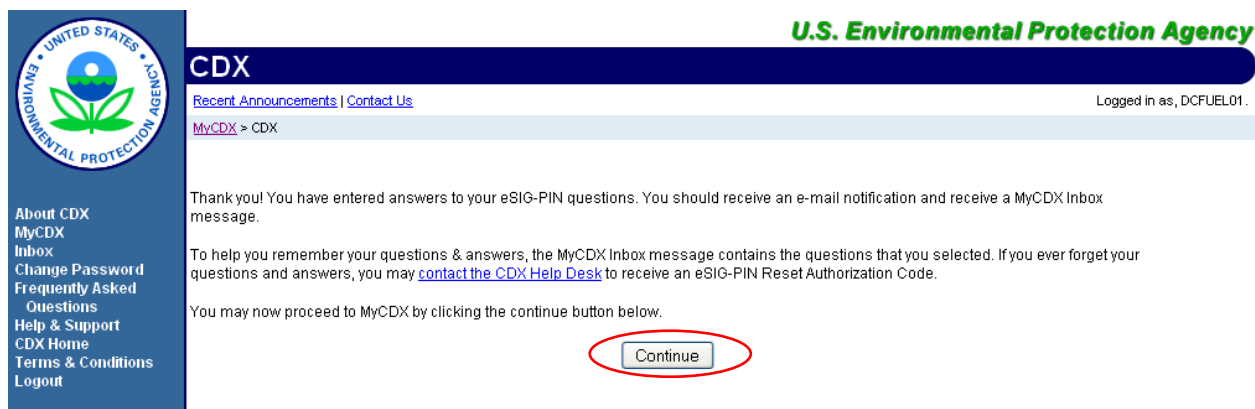 UNITED STATES
ENVIRONMENTAL PROTECTION AGENCY
U.S. Environmental Protection Agency
CDX
Recent Announcements | Contact Us
Logged in as, DCFUEL01.
MyCDX > CDX
Thank you! You have entered answers to your eSIG-PIN questions. You should receive an e-mail notification and receive a MyCDX Inbox
message.
To help you remember your questions & answers, the MyCDX Inbox message contains the questions that you selected. If you ever forget your
questions and answers, you may contact the CDX Help Desk to receive an eSIG-PIN Reset Authorization Code.
You may now proceed to MyCDX by clicking the continue button below.
Continue
About CDX
MyCDX
Inbox
Change Password
Frequently Asked
Questions
Help & Support
CDX Home
Terms & Conditions
Logout